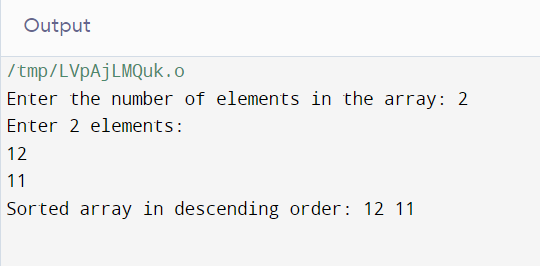 Output
/tmp/LVpAjLMQuk.o
Enter the number of elements in the array: 2
Enter 2 elements:
12
11
Sorted array in descending order: 12 11